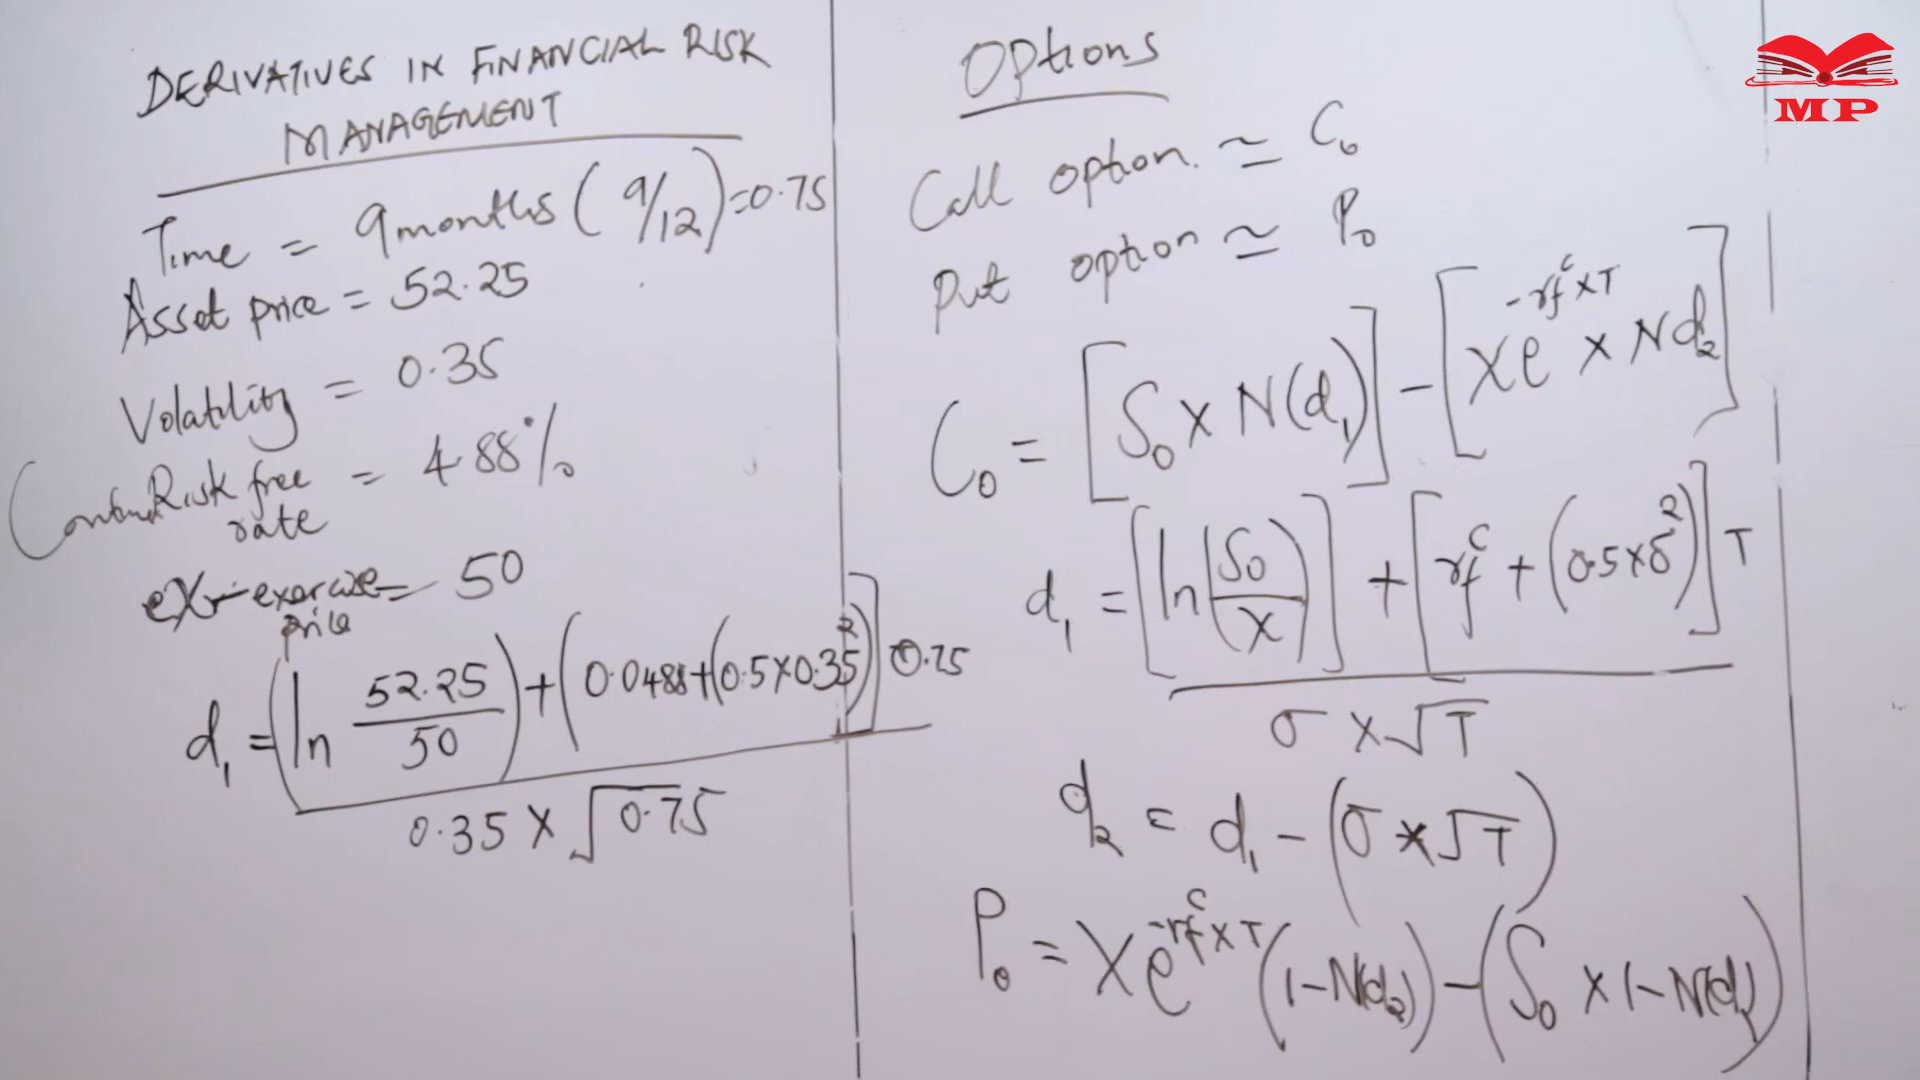 DERIVATIVES IN FINANCIAL RISK
MANAGEMENT
Time = 9months (9/12)=0.75
Asset price = 52.25
Volatility = 0.35
Risk free = 4.88%
rate
exercise = 50
price
d₁ = (ln 52.25/50) + (0.0488+(0.5×0.35²)] 0.75
0.35 × √0.75
Options
Call option ≃ C₀
Put option ≃ P₀
C₀ = [S₀ × N(d₁)] - [Xe^-rf^c×T × Nd₂]
d₁ = [ln(S₀/X)] + [rf^c + (0.5×σ²)] T
σ × √T
d₂ = d₁ - (σ × √T)
P₀ = Xe^-rf^c×T (1-N(d₂)) - (S₀ × 1-N(d₁))
MP